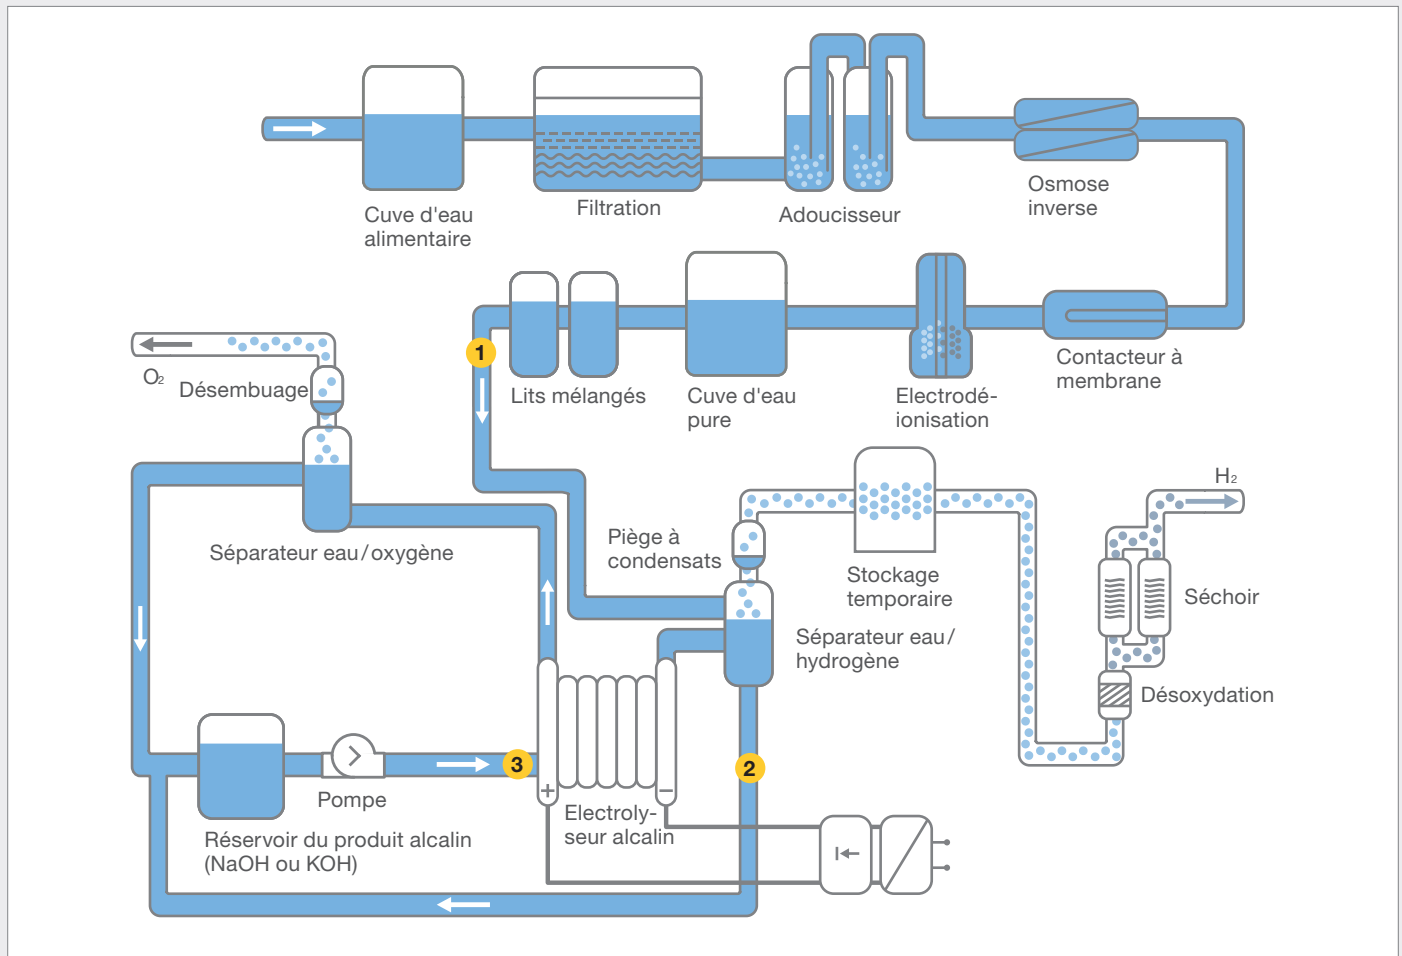 Cuve d'eau
alimentaire
Filtration
Adoucisseur
Osmose
inverse
1
Lits mélangés
Cuve d'eau
pure
Electrodé-
ionisation
Contacteur à
membrane
O2
Désembuage
Séparateur eau/oxygène
Piège à
condensats
Stockage
temporaire
H2
Séchoir
Séparateur eau/
hydrogène
Désoxydation
3
2
+
−
Pompe
Electroly-
seur alcalin
Réservoir du produit alcalin
(NaOH ou KOH)